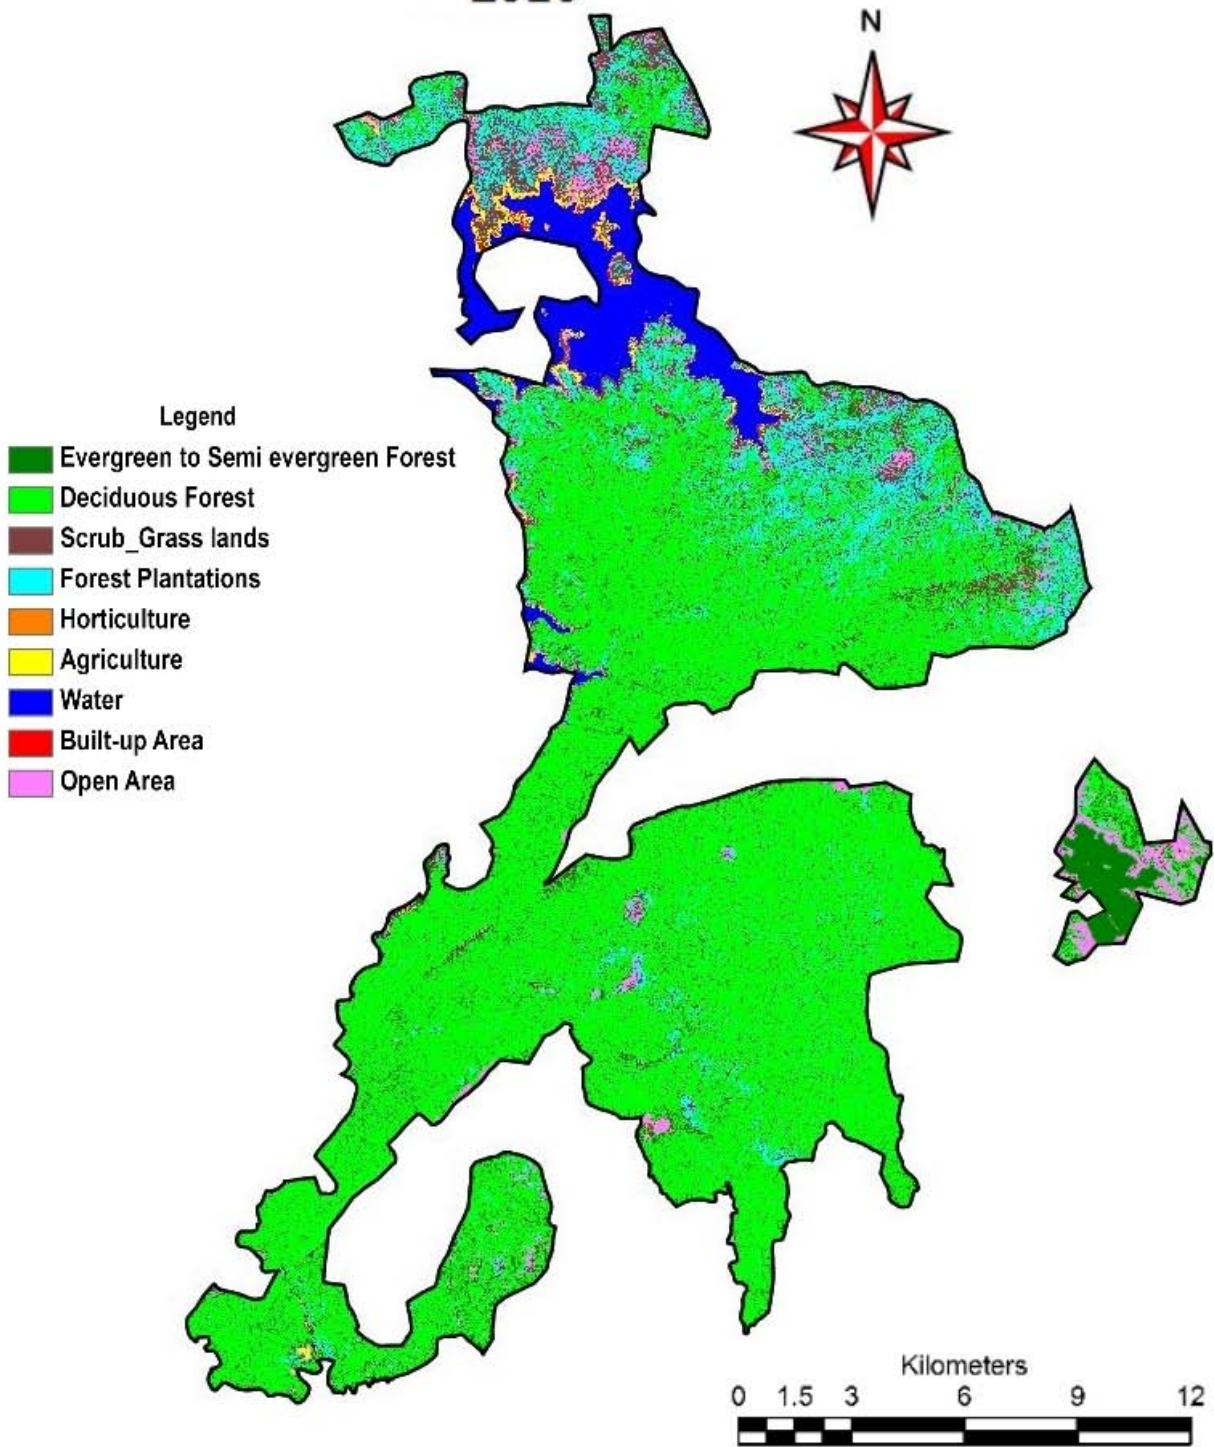 N
Legend
Evergreen to Semi evergreen Forest
Deciduous Forest
Scrub_Grass lands
Forest Plantations
Horticulture
Agriculture
Water
Built-up Area
Open Area
Kilometers
0 1.5 3 6 9 12